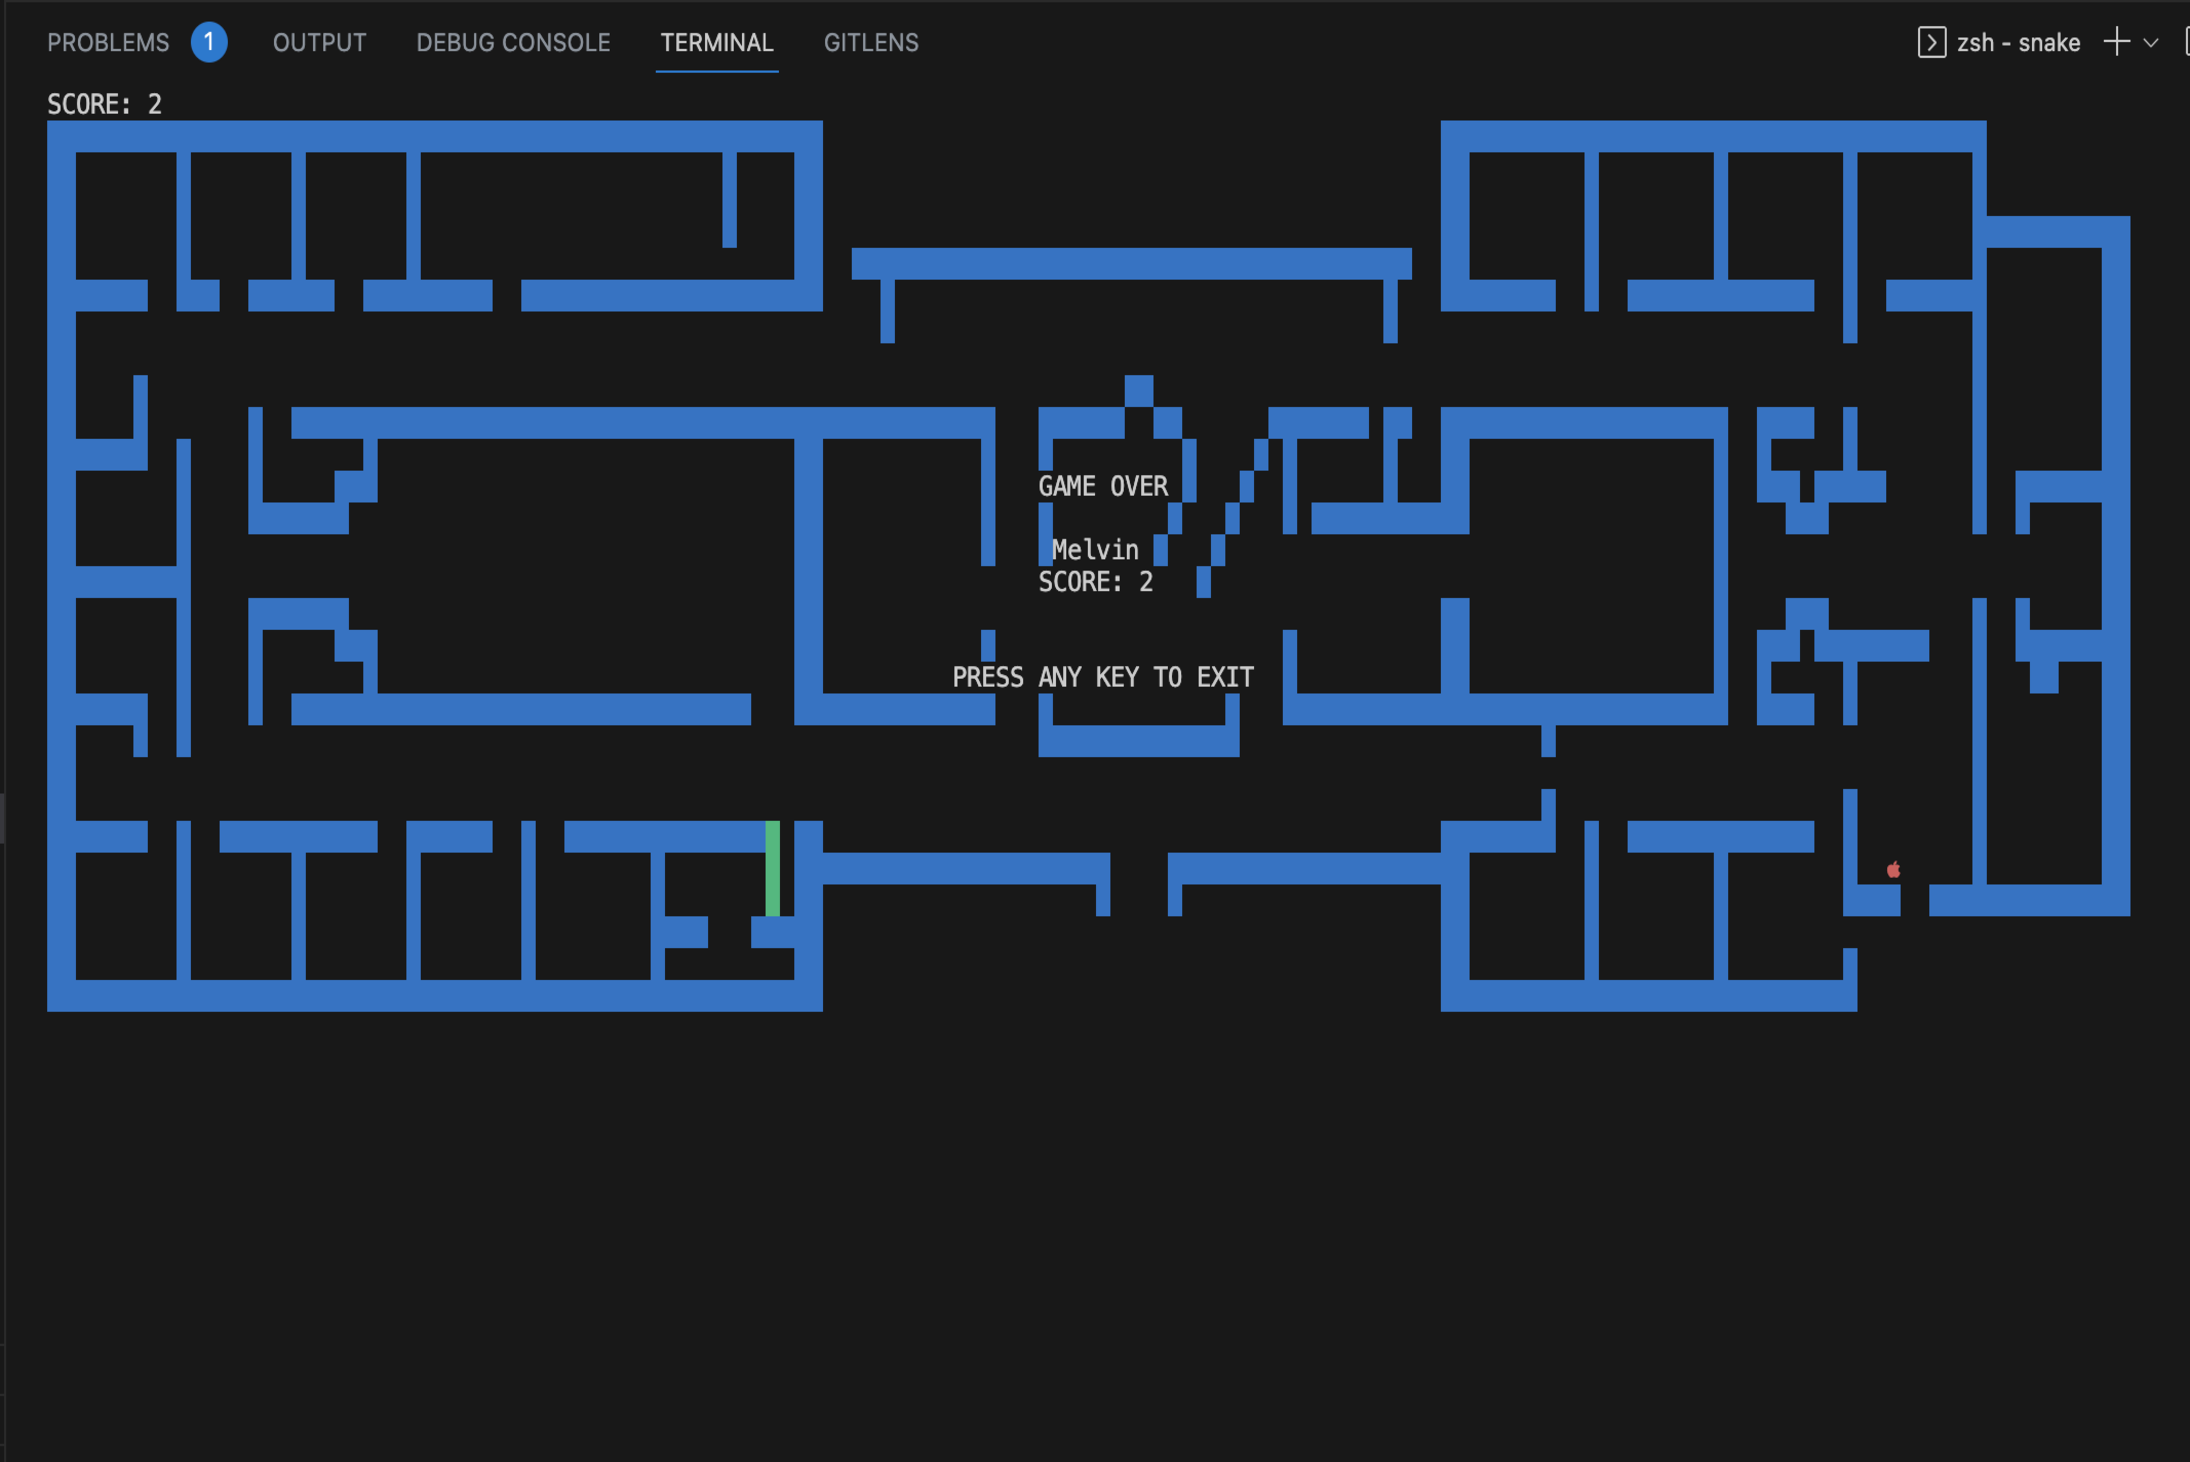 PROBLEMS 1 OUTPUT DEBUG CONSOLE TERMINAL GITLENS zsh - snake
SCORE: 2
GAME OVER
Melvin
SCORE: 2
PRESS ANY KEY TO EXIT